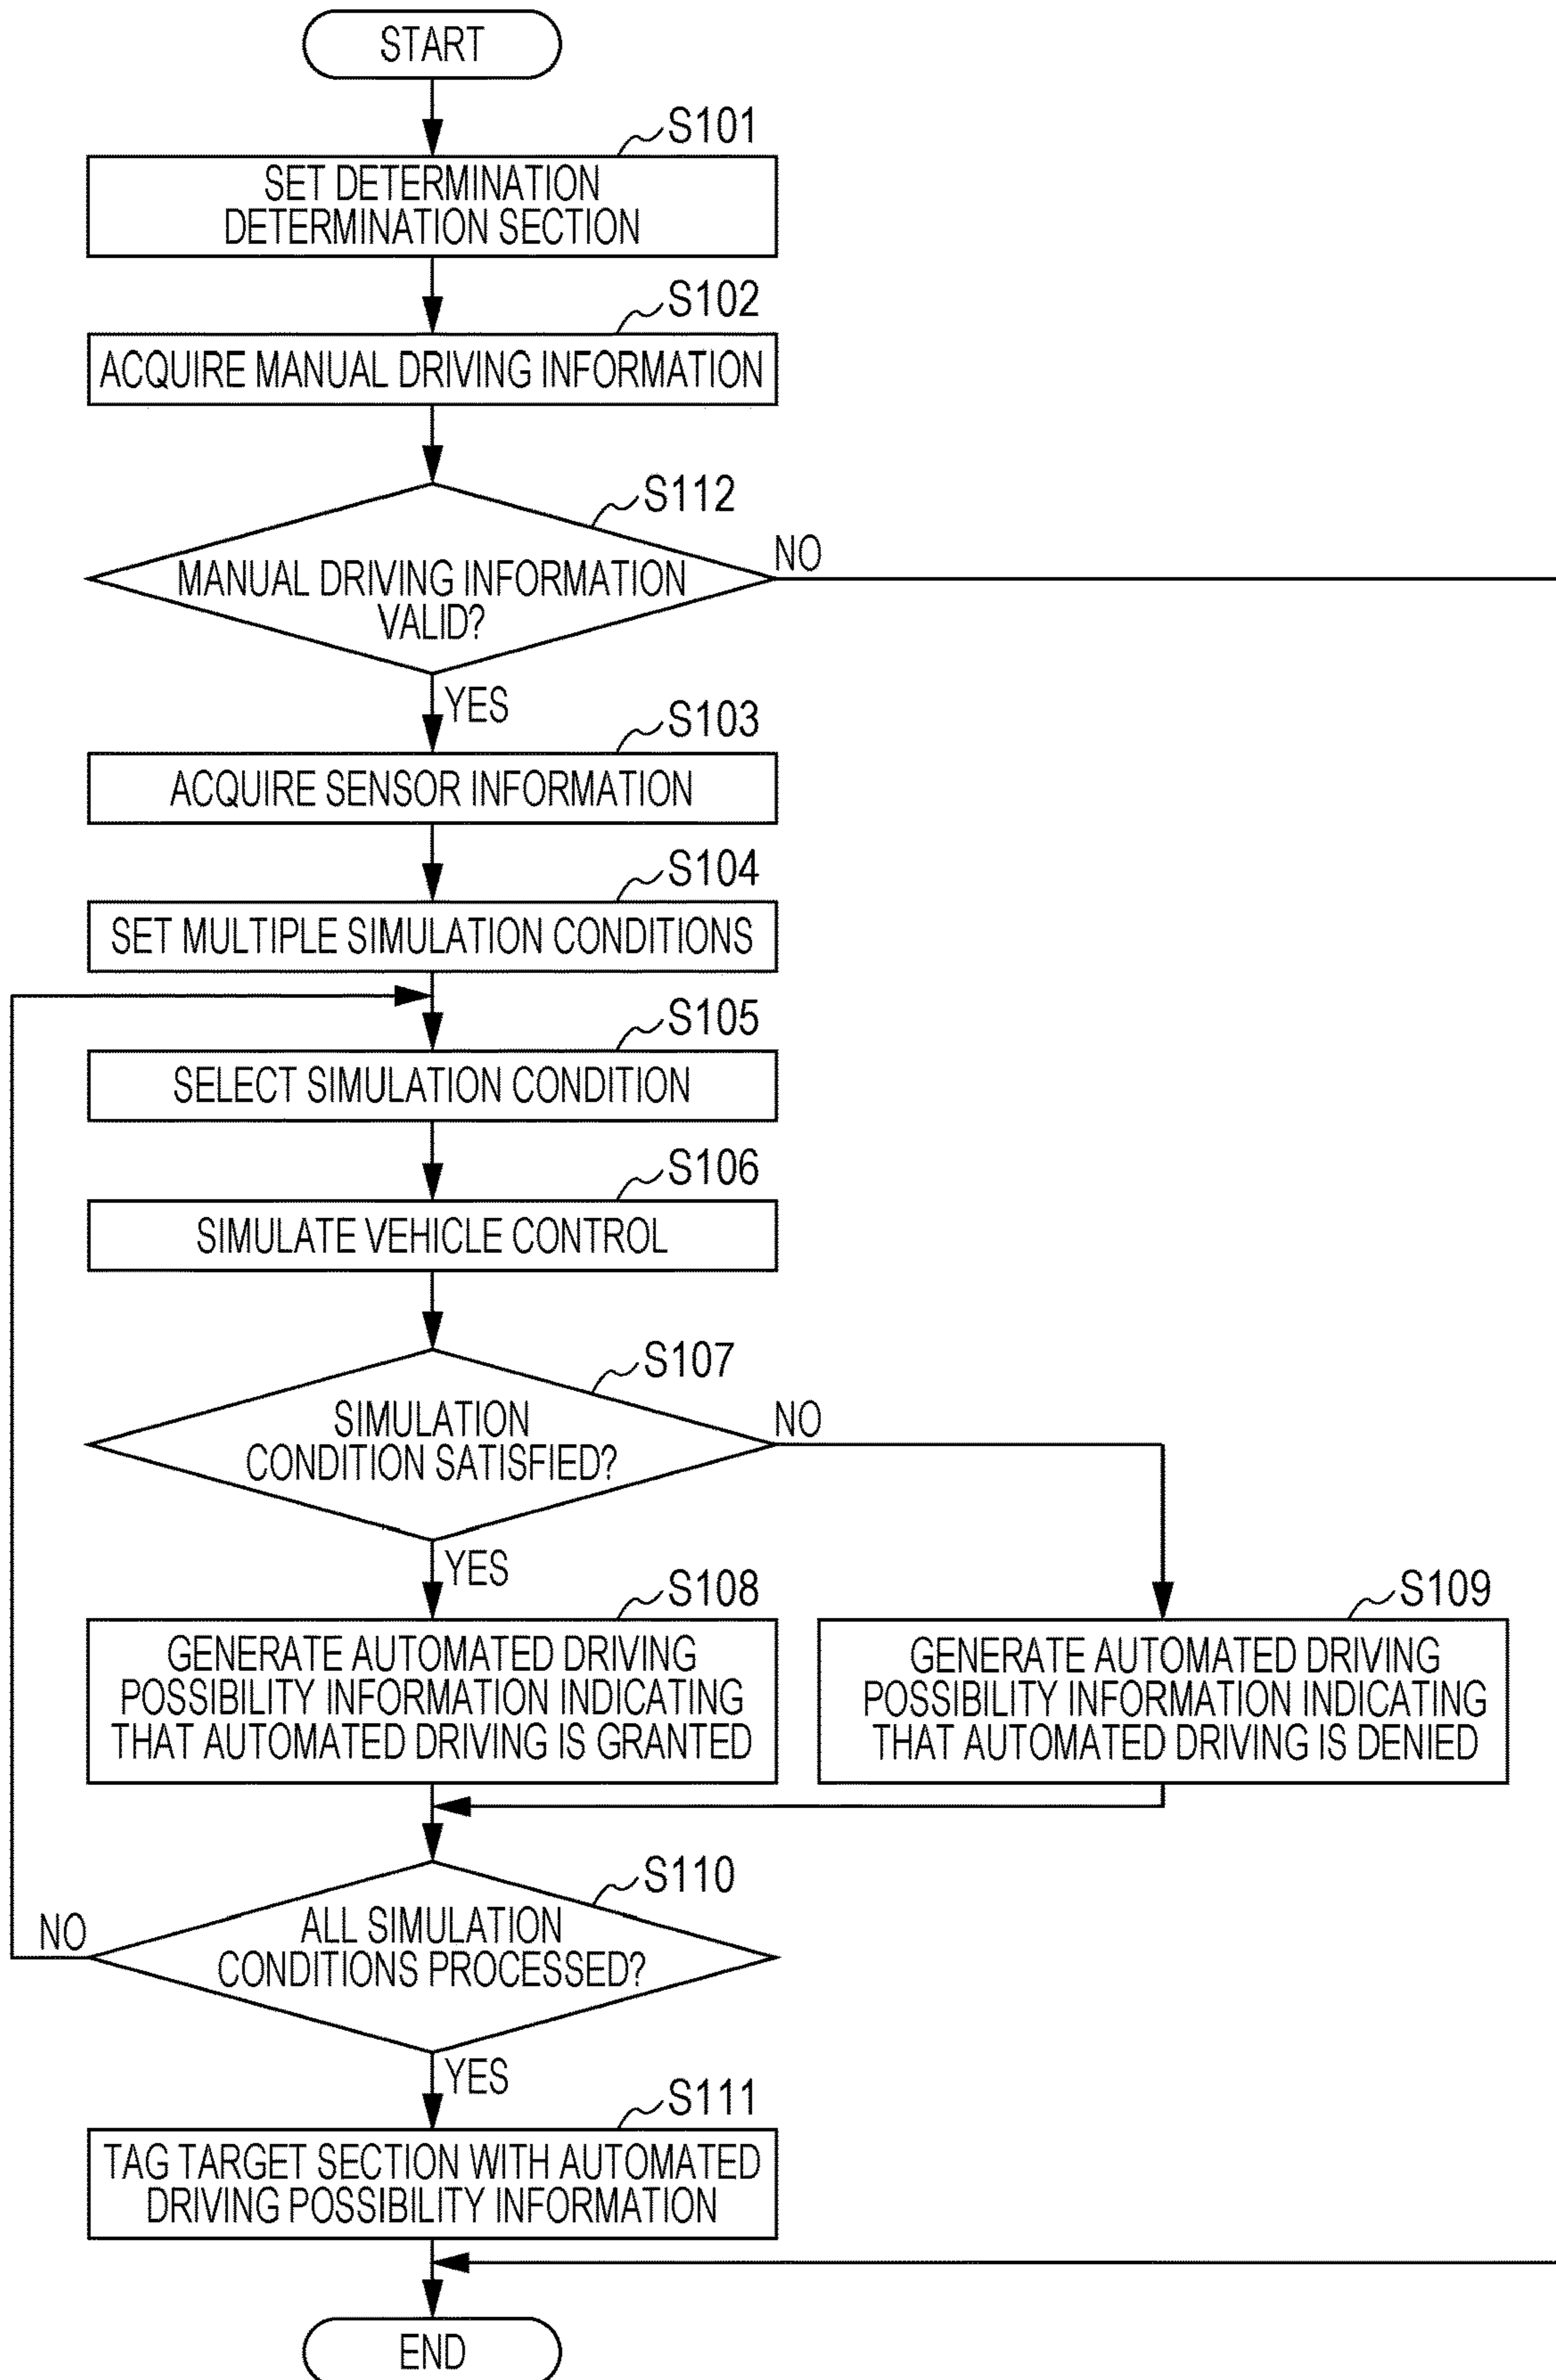 START
S101
SET DETERMINATION
DETERMINATION SECTION
S102
ACQUIRE MANUAL DRIVING INFORMATION
S112
MANUAL DRIVING INFORMATION
VALID?
NO
YES
S103
ACQUIRE SENSOR INFORMATION
S104
SET MULTIPLE SIMULATION CONDITIONS
S105
SELECT SIMULATION CONDITION
S106
SIMULATE VEHICLE CONTROL
S107
SIMULATION
CONDITION SATISFIED?
NO
YES
S108
GENERATE AUTOMATED DRIVING
POSSIBILITY INFORMATION INDICATING
THAT AUTOMATED DRIVING IS GRANTED
S109
GENERATE AUTOMATED DRIVING
POSSIBILITY INFORMATION INDICATING
THAT AUTOMATED DRIVING IS DENIED
S110
ALL SIMULATION
CONDITIONS PROCESSED?
NO
YES
S111
TAG TARGET SECTION WITH AUTOMATED
DRIVING POSSIBILITY INFORMATION
END